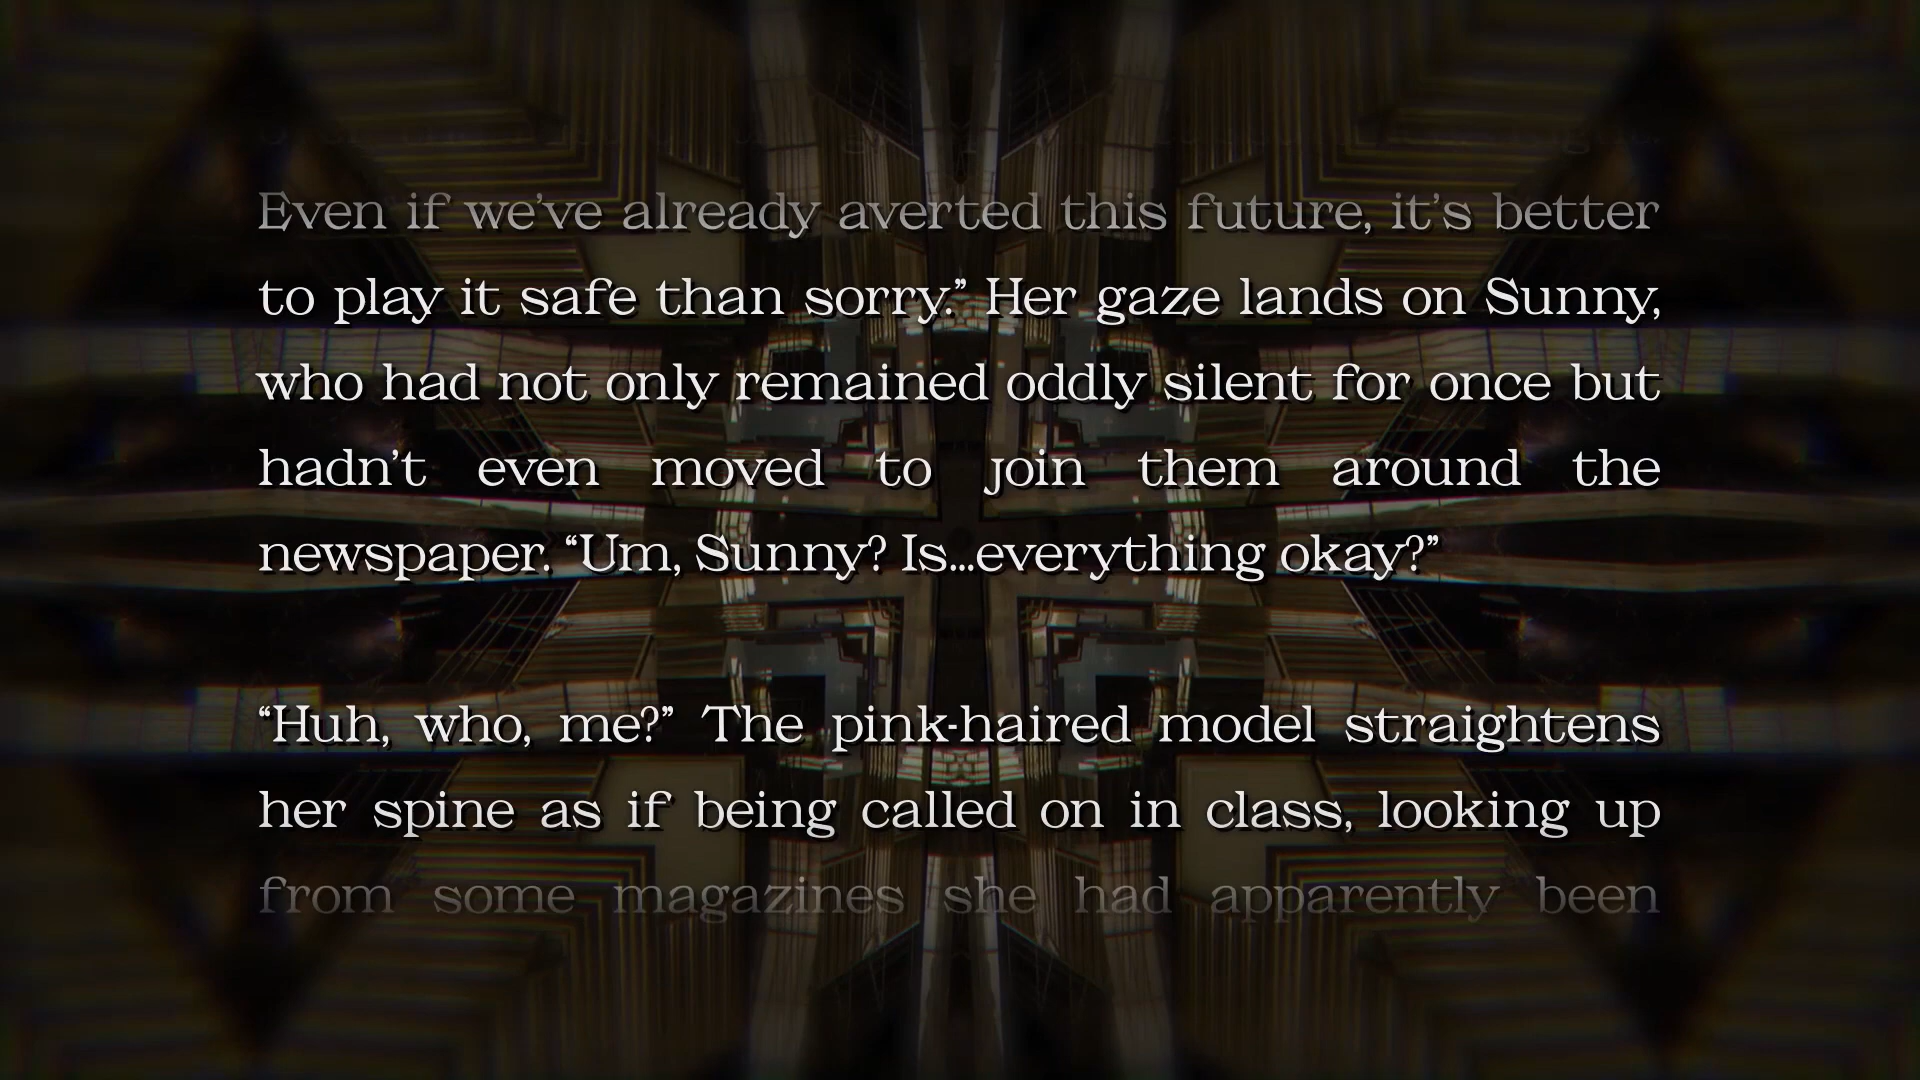 Even if we’ve already averted this future, it’s better
to play it safe than sorry.” Her gaze lands on Sunny,
who had not only remained oddly silent for once but
hadn’t even moved to join them around the
newspaper. “Um, Sunny? Is...everything okay?”
“Huh, who, me?” The pink-haired model straightens
her spine as if being called on in class, looking up
from some magazines she had apparently been